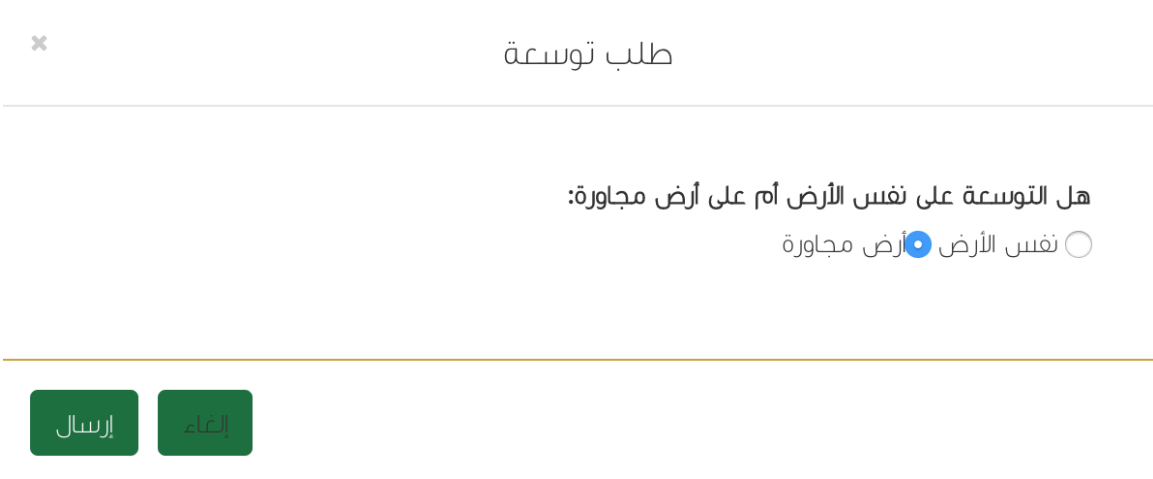 طلب توسعة
هل التوسعة على نفس الأرض أم على أرض مجاورة:
نفس الأرض أرض مجاورة
إلغاء إرسال